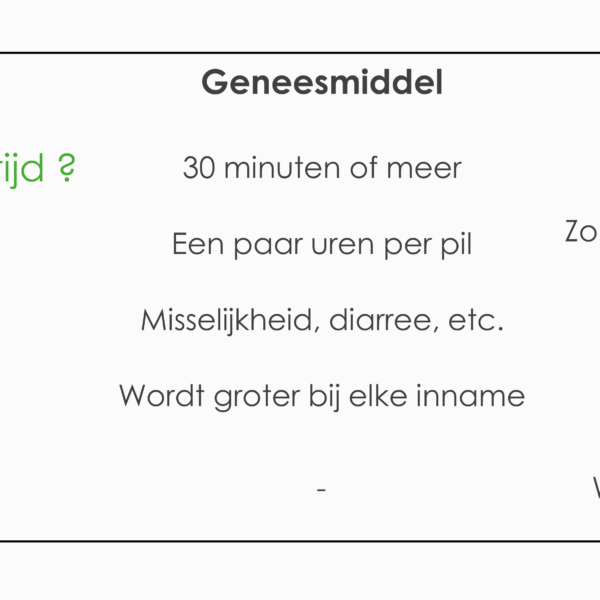 Geneesmiddel
ijd ?
30 minuten of meer
Zo
Een paar uren per pil
Misselijkheid, diarree, etc.
Wordt groter bij elke inname
-